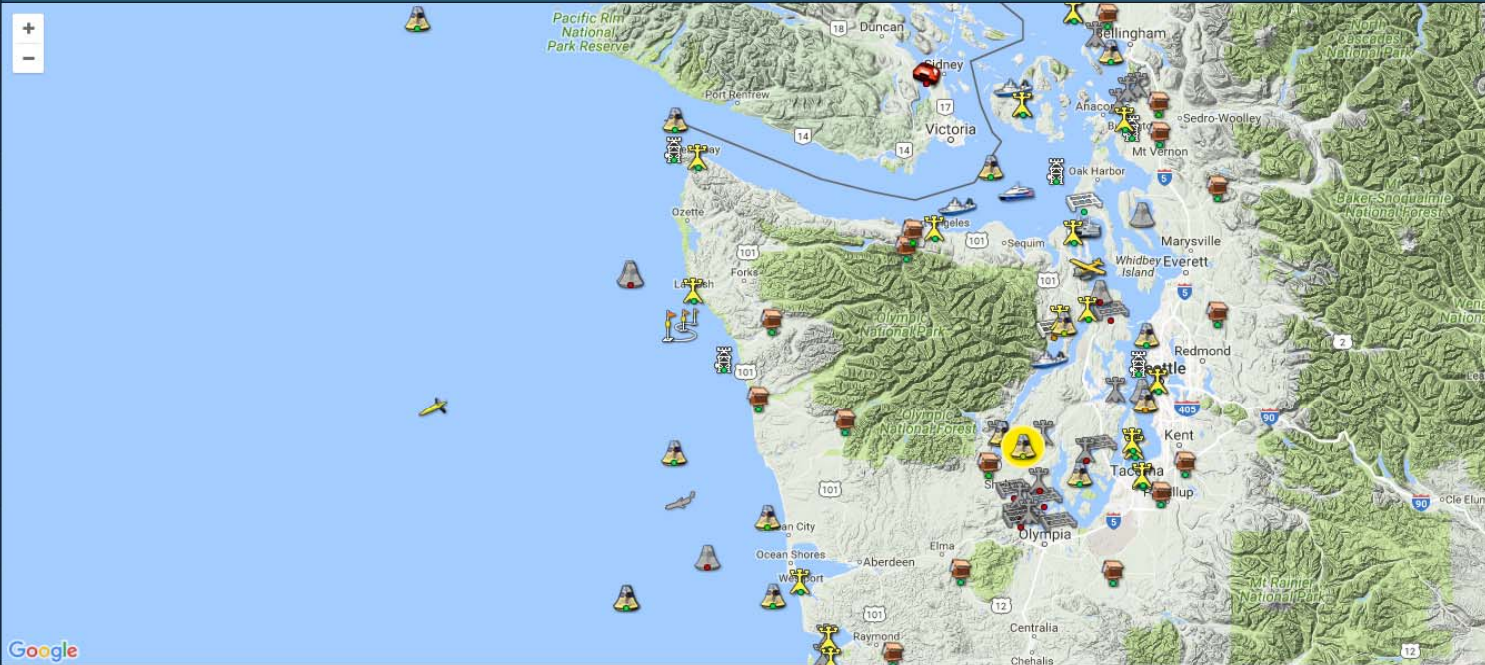 +
−
Pacific Rim
National
Park Reserve
18
Duncan
Bellingham
North
Cascades
National Park
Sidney
Port Renfrew
17
Victoria
14
14
Sedro-Woolley
Mt Vernon
Oak Harbor
5
Mt
Baker-Snoqualmie
National Forest
Ozette
101
Forks
101
Sequim
101
Whidbey
Island
Marysville
Everett
5
Olympic
National Park
2
Redmond
Seattle
101
405
90
Olympic
National Forest
Kent
Tacoma
101
90
Cle Elum
5
Olympia
Elma
Ocean Shores
Aberdeen
Westport
Mt Rainier
National Park
12
101
Centralia
Raymond
Chehalis
12
Google